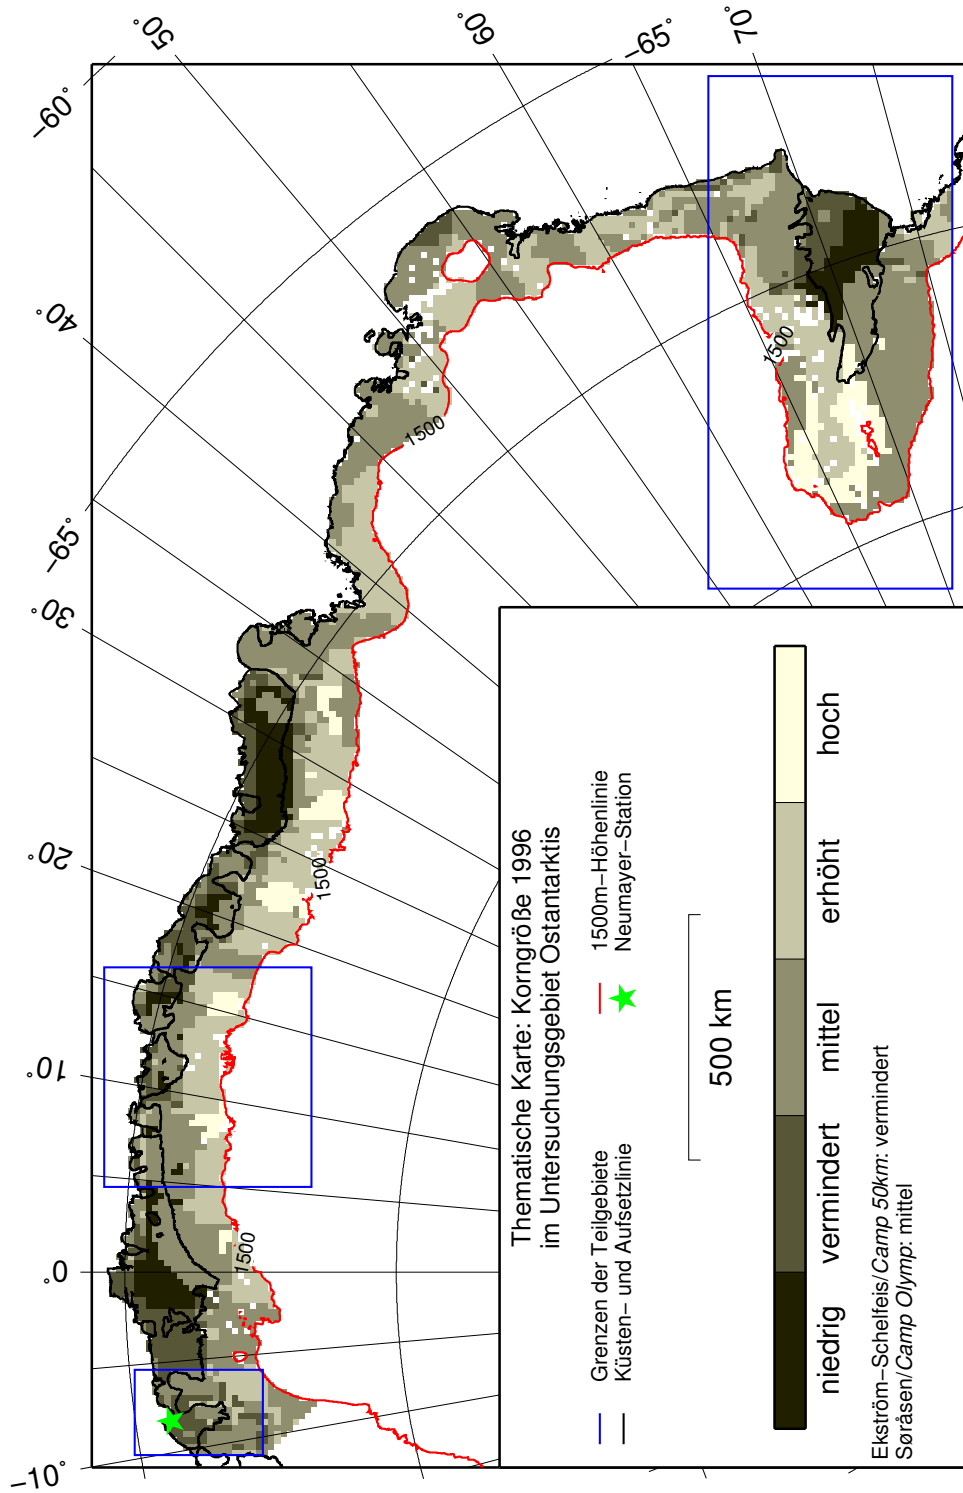 −10°
0°
10°
20°
30°
−65°
40°
−60°
50°
60°
−65°
70°
1500
1500
1500
1500
Thematische Karte: Korngröße 1996
im Untersuchungsgebiet Ostantarktis
Grenzen der Teilgebiete
Küsten− und Aufsetzlinie
1500m−Höhenlinie
Neumayer−Station
500 km
niedrig vermindert mittel erhöht hoch
Ekström−Schelfeis/Camp 50km: vermindert
Søråsen/Camp Olymp: mittel